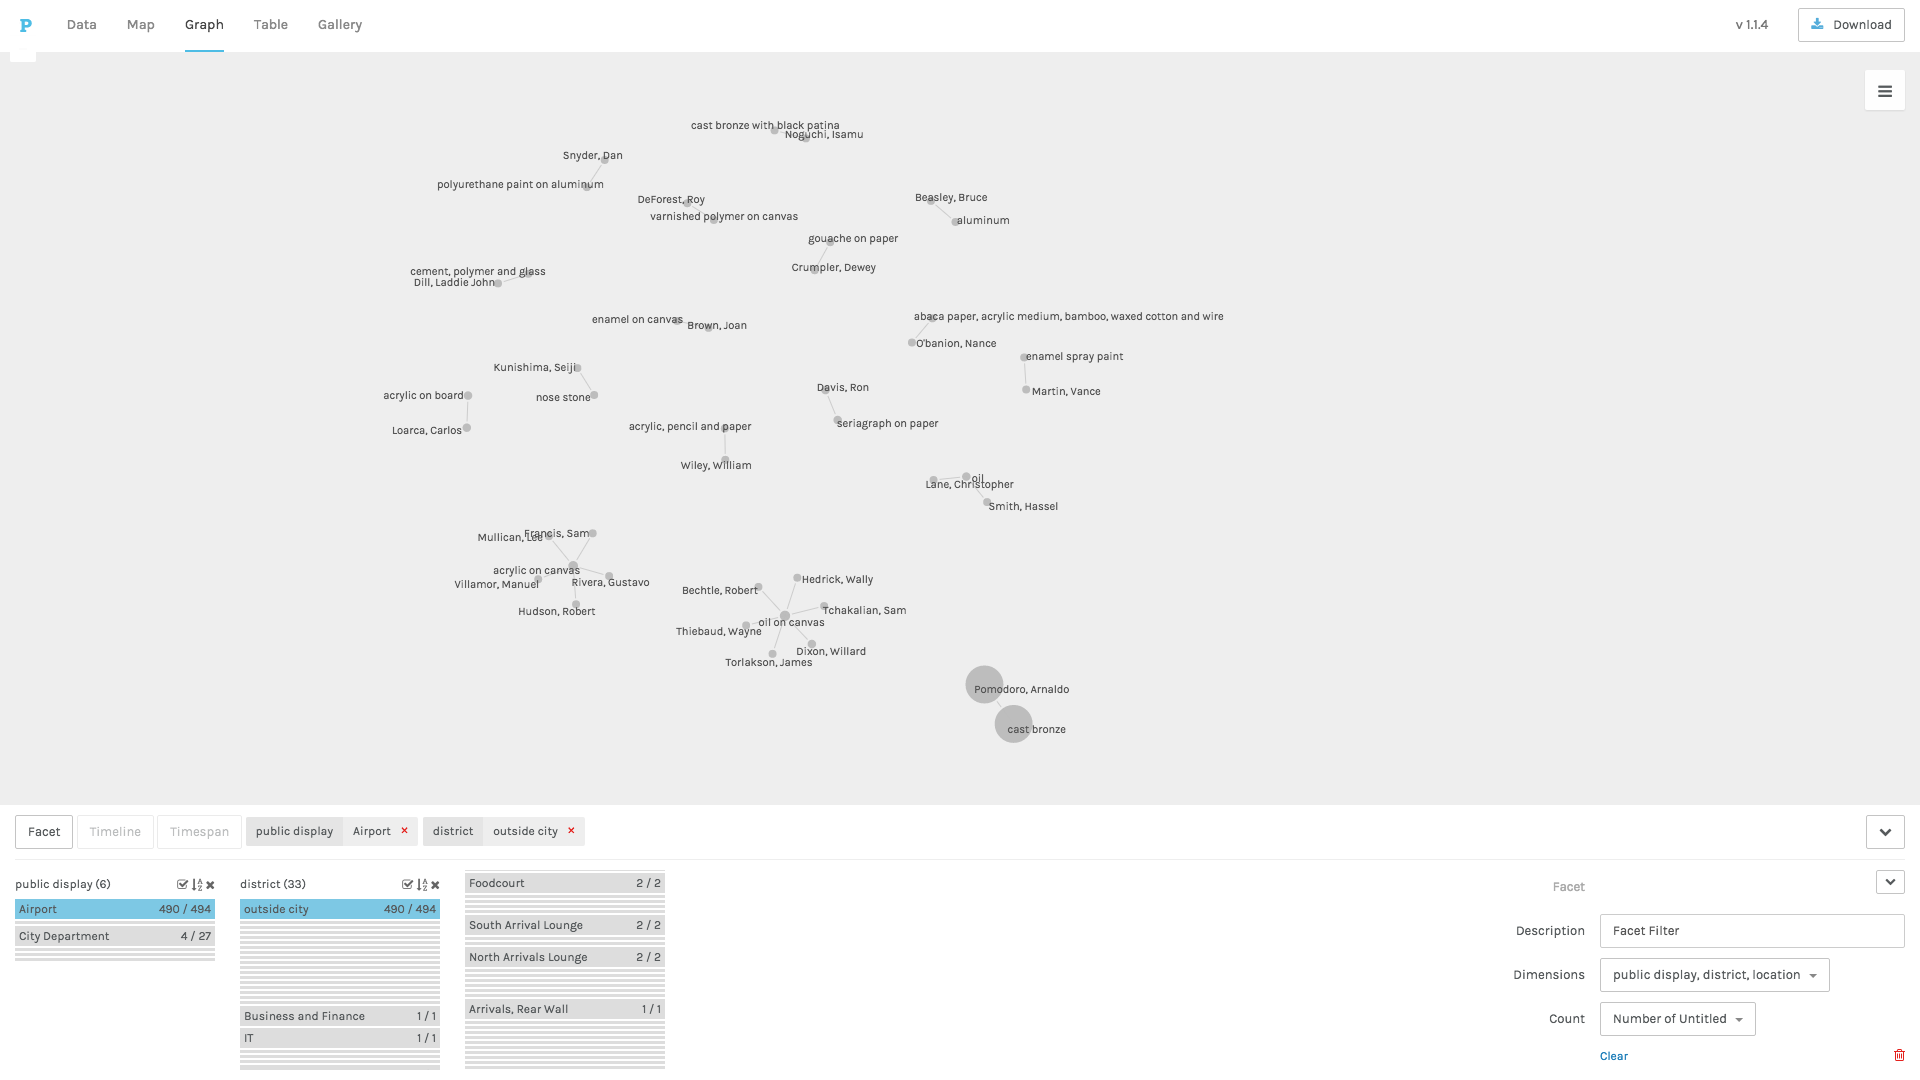 P Data Map Graph Table Gallery v 1.1.4 Download
cast bronze with black patina
Noguchi, Isamu
Snyder, Dan
polyurethane paint on aluminum
DeForest, Roy
Beasley, Bruce
varnished polymer on canvas
aluminum
gouache on paper
Crumpler, Dewey
cement, polymer and glass
Dill, Laddie John
enamel on canvas
Brown, Joan
abaca paper, acrylic medium, bamboo, waxed cotton and wire
O'banion, Nance
enamel spray paint
Kunishima, Seiji
Davis, Ron
Martin, Vance
acrylic on board
nose stone
seriagraph on paper
acrylic, pencil and paper
Loarca, Carlos
Wiley, William
oil
Lane, Christopher
Smith, Hassel
Francis, Sam
Mullican, Lee
acrylic on canvas
Villamor, Manuel
Rivera, Gustavo
Hudson, Robert
Hedrick, Wally
Bechtle, Robert
Tchakalian, Sam
oil on canvas
Thiebaud, Wayne
Dixon, Willard
Torlakson, James
Pomodoro, Arnaldo
cast bronze
Facet Timeline Timespan public display Airport × district outside city ×
public display (6)
Airport 490 / 494
City Department 4 / 27
district (33)
outside city 490 / 494
Business and Finance 1 / 1
IT 1 / 1
Foodcourt 2 / 2
South Arrival Lounge 2 / 2
North Arrivals Lounge 2 / 2
Arrivals, Rear Wall 1 / 1
Facet
Description Facet Filter
Dimensions public display, district, location
Count Number of Untitled
Clear